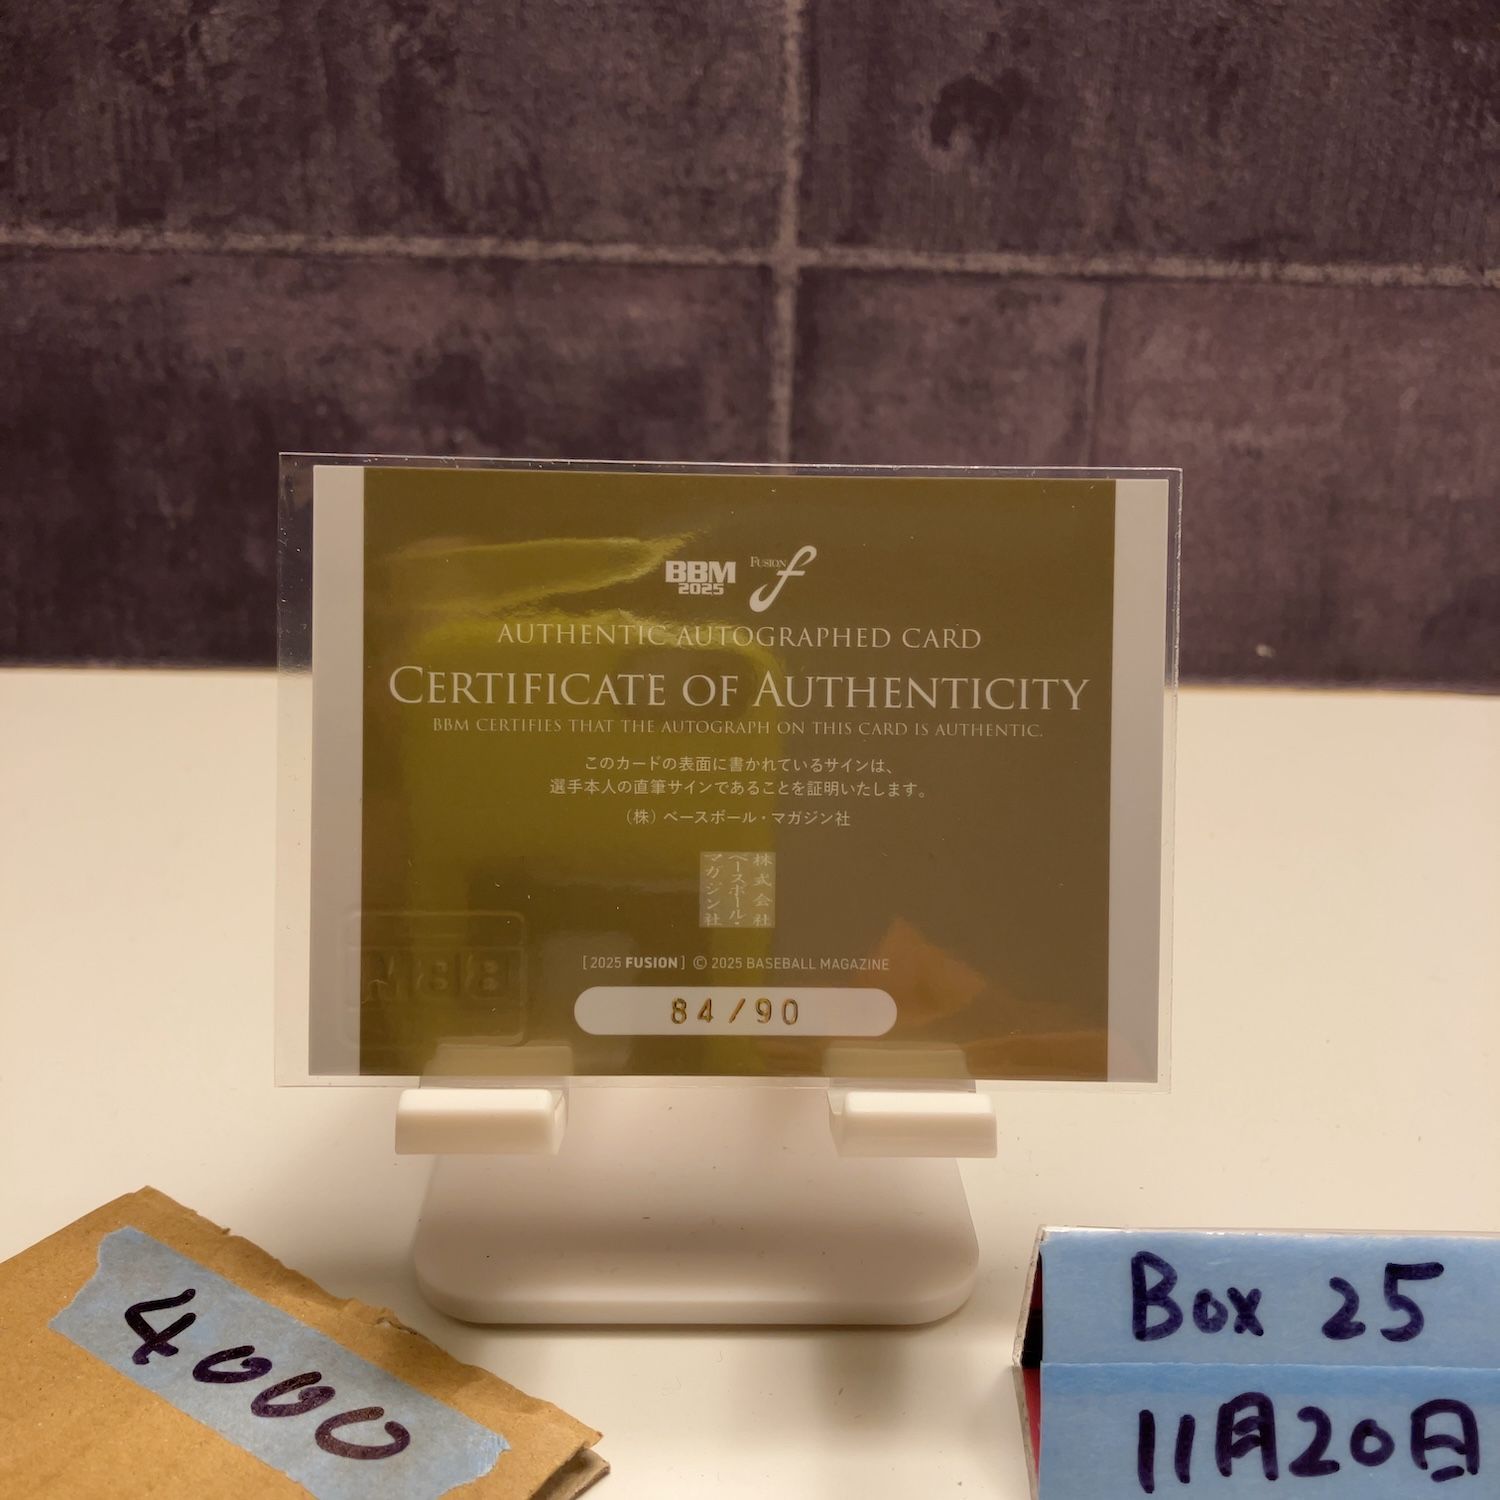 BBM
2025
FUSION f
AUTHENTIC AUTOGRAPHED CARD
CERTIFICATE OF AUTHENTICITY
BBM CERTIFIES THAT THE AUTOGRAPH ON THIS CARD IS AUTHENTIC.
このカードの表面に書かれているサインは、
選手本人の直筆サインであることを証明いたします。
(株) ベースボール・マガジン社
株式会社
ベースボール・
マガジン社
BBM
[2025 FUSION] © 2025 BASEBALL MAGAZINE
84/90
4000
Box 25
11月20日